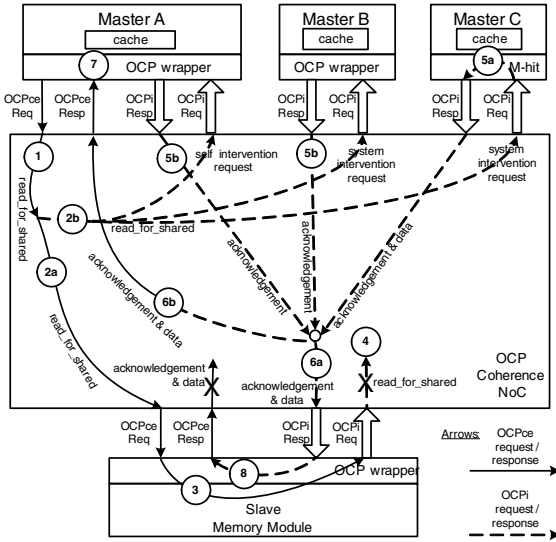 Master A
cache
7
OCP wrapper
Master B
cache
OCP wrapper
Master C
cache
5a
M-hit
OCPce
Req
OCPce
Resp
OCPi
Resp
OCPi
Req
OCPi
Resp
OCPi
Req
OCPi
Resp
OCPi
Req
1
5b
self intervention
request
5b
system
intervention
request
system
intervention
request
read_for_shared
2b
read_for_shared
2a
read_for_shared
acknowledgement & data
6b
acknowledgement
acknowledgement
acknowledgement & data
4
6a
acknowledgement
& data
X
acknowledgement
& data
X
read_for_shared
OCP
Coherence
NoC
OCPce
Req
OCPce
Resp
OCPi
Resp
OCPi
Req
8
OCP wrapper
3
Slave
Memory Module
Arrows:
OCPce
request /
response
OCPi
request /
response